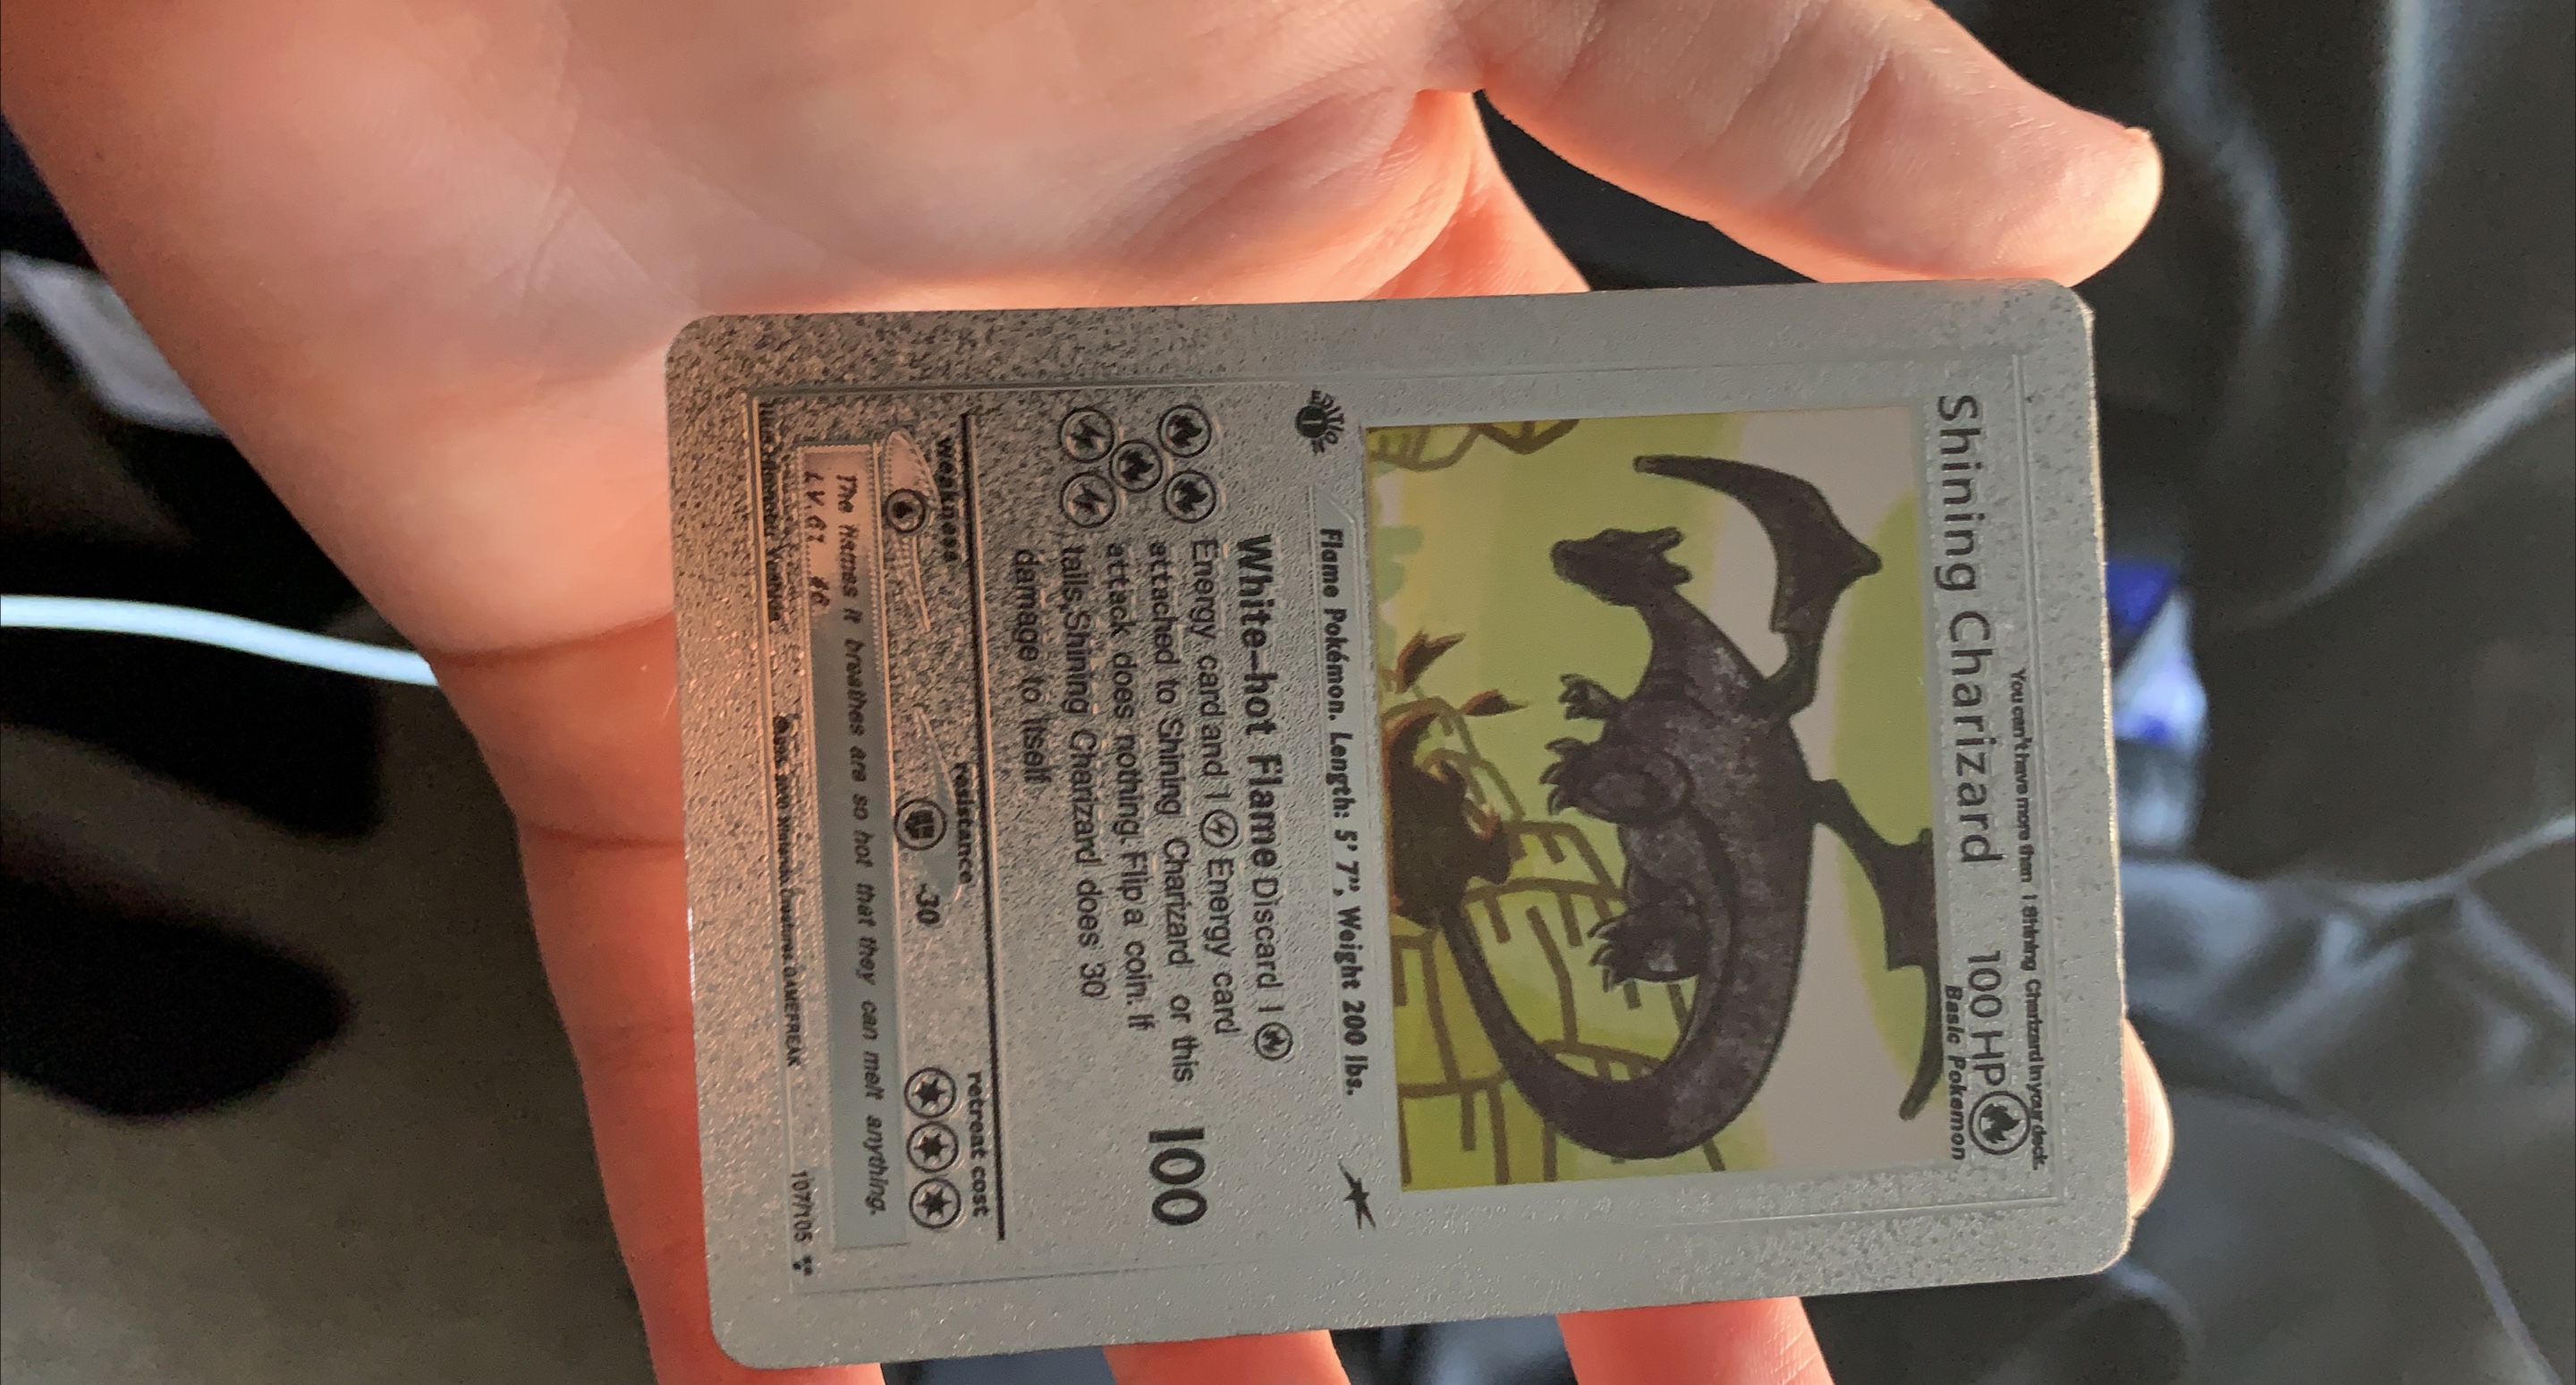 You can't have more than 1 Shining Charizard in your deck.
Shining Charizard 100 HP
Basic Pokemon
Flame Pokémon. Length: 5' 7", Weight 200 lbs.
White-hot Flame Discard 1
Energy card and 1 Energy card
attached to Shining Charizard or this
attack does nothing. Flip a coin. If
tails,Shining Charizard does 30
damage to itself.
100
weakness resistance retreat cost
-30
The flames it breathes are so hot that they can melt anything.
LV. #6
GAMEFREAK 107/105